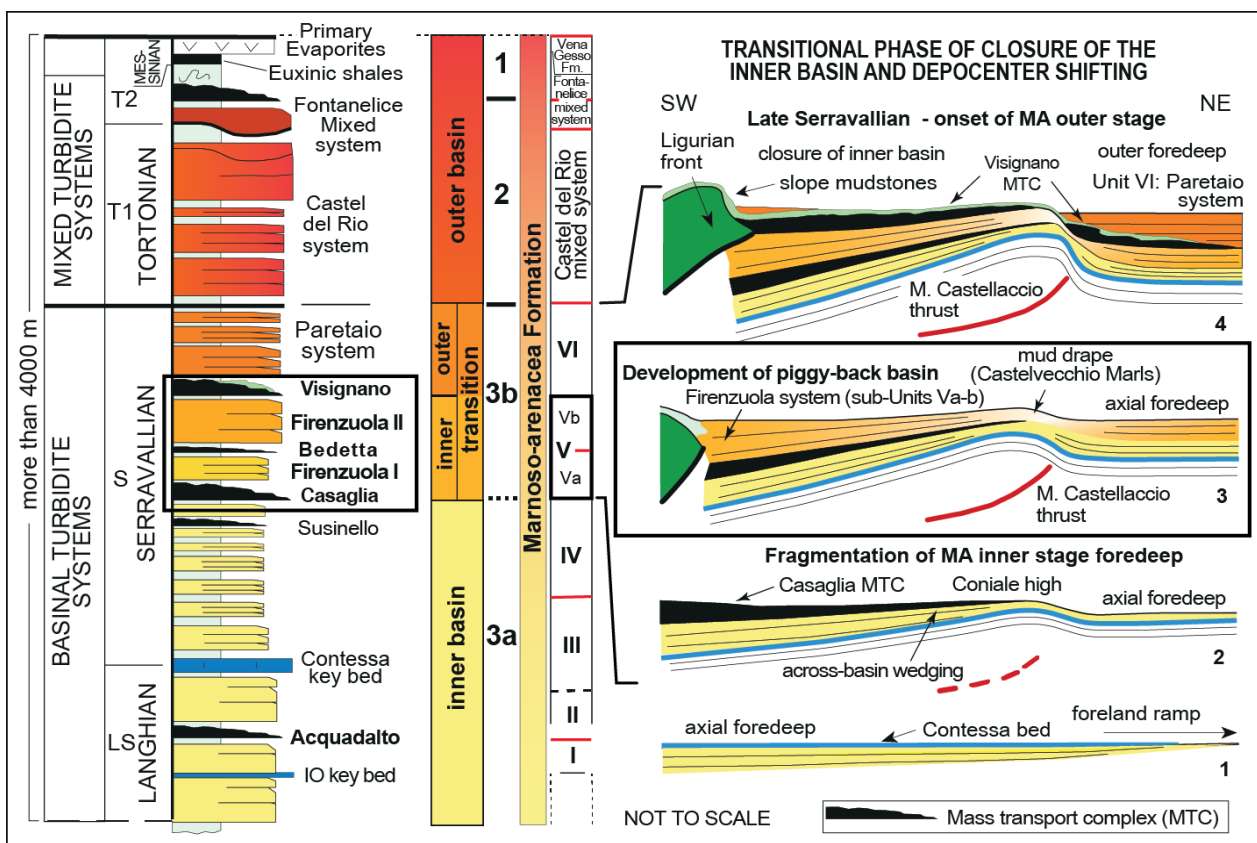 more than 4000 m
MIXED TURBIDITE
SYSTEMS
BASINAL TURBIDITE
SYSTEMS
T2
T1
S
LS
MES-
SINIAN
TORTONIAN
SERRAVALLIAN
LANGHIAN
Primary
Evaporites
Euxinic shales
Fontanelice
Mixed
system
Castel
del Rio
system
Paretaio
system
Visignano
Firenzuola II
Bedetta
Firenzuola I
Casaglia
Susinello
Contessa
key bed
Acquadalto
IO key bed
outer basin
outer
inner
transition
inner basin
1
2
3b
3a
Marnoso-arenacea Formation
Vena
Gesso
Fm.
Fonta-
nelice
mixed
system
Castel del Rio
mixed system
VI
Vb
V
Va
IV
III
II
I
TRANSITIONAL PHASE OF CLOSURE OF THE
INNER BASIN AND DEPOCENTER SHIFTING
SW
NE
Late Serravallian - onset of MA outer stage
Ligurian
front
closure of inner basin
slope mudstones
Visignano
MTC
outer foredeep
Unit VI: Paretaio
system
M. Castellaccio
thrust
4
Development of piggy-back basin
Firenzuola system (sub-Units Va-b)
mud drape
(Castelvecchio Marls)
axial foredeep
M. Castellaccio
thrust
3
Fragmentation of MA inner stage foredeep
Casaglia MTC
Coniale high
axial foredeep
across-basin
wedging
2
axial foredeep
Contessa bed
foreland ramp
1
NOT TO SCALE
Mass transport complex (MTC)